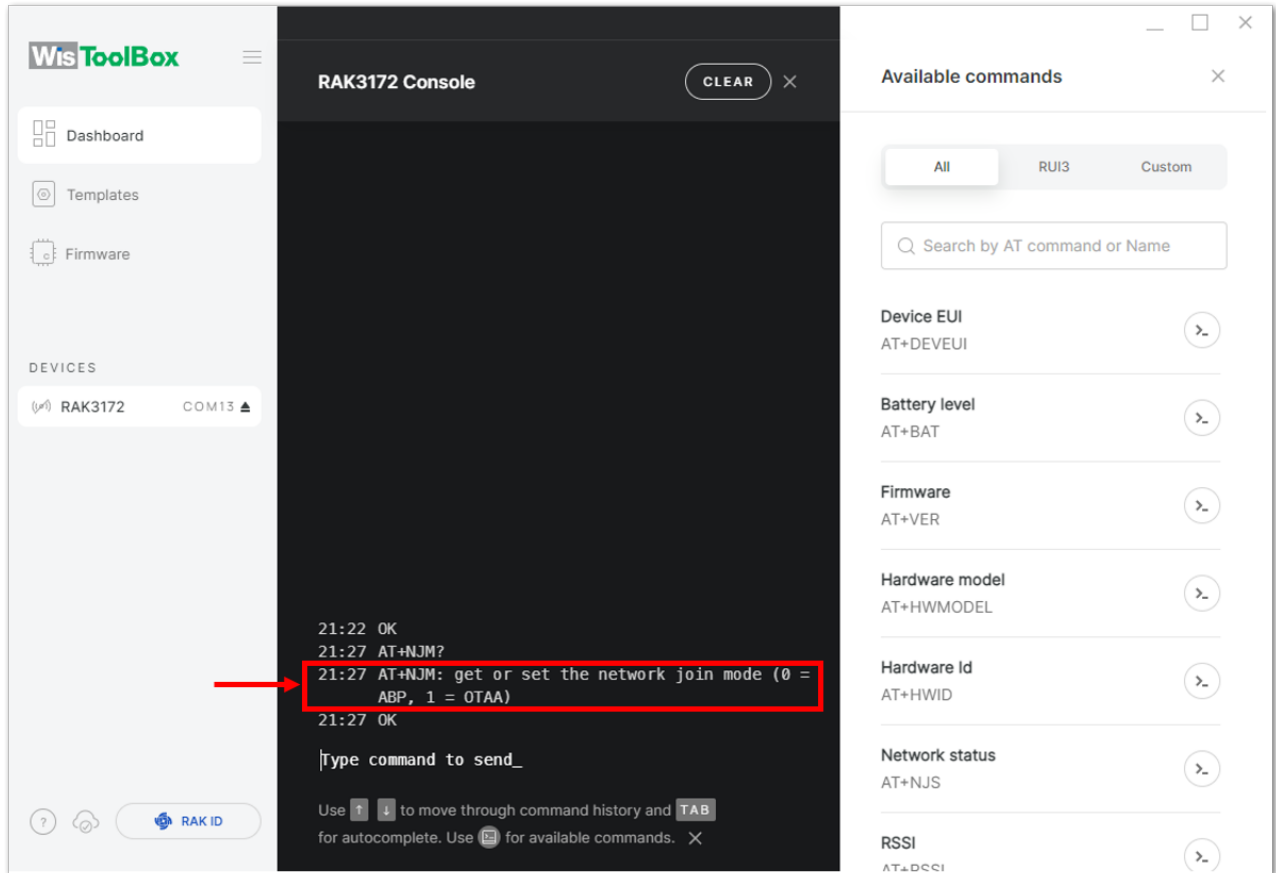 WisToolBox
Dashboard
Templates
Firmware
DEVICES
RAK3172 COM13
RAK ID
RAK3172 Console
CLEAR
21:22 OK
21:27 AT+NJM?
21:27 AT+NJM: get or set the network join mode (0 =
ABP, 1 = OTAA)
21:27 OK
Type command to send_
Use ↑ ↓ to move through command history and TAB
for autocomplete. Use for available commands.
Available commands
All RUI3 Custom
Search by AT command or Name
Device EUI
AT+DEVEUI
Battery level
AT+BAT
Firmware
AT+VER
Hardware model
AT+HWMODEL
Hardware Id
AT+HWID
Network status
AT+NJS
RSSI
AT+RSSI